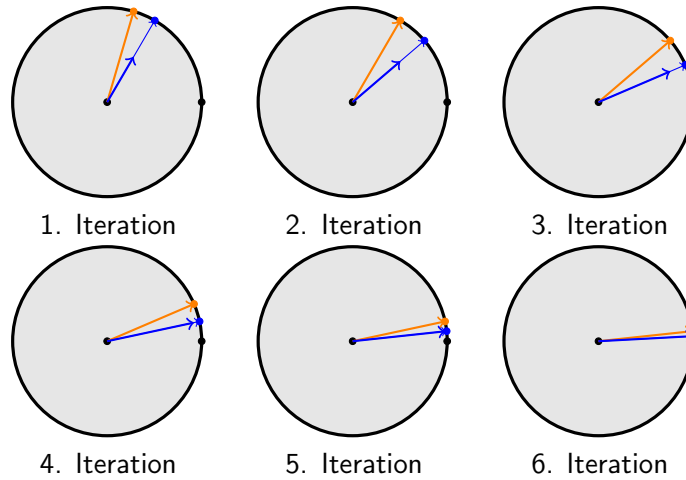 1. Iteration
2. Iteration
3. Iteration
4. Iteration
5. Iteration
6. Iteration